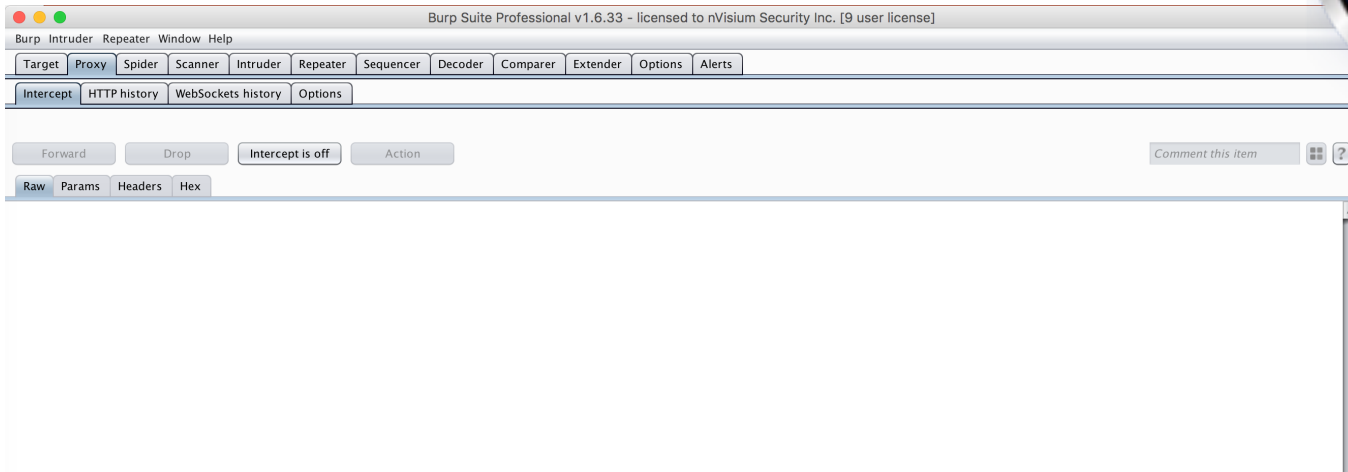 Burp Suite Professional v1.6.33 - licensed to nVisium Security Inc. [9 user license]
Burp Intruder Repeater Window Help
Target Proxy Spider Scanner Intruder Repeater Sequencer Decoder Comparer Extender Options Alerts
Intercept HTTP history WebSockets history Options
Forward Drop Intercept is off Action Comment this item ?
Raw Params Headers Hex